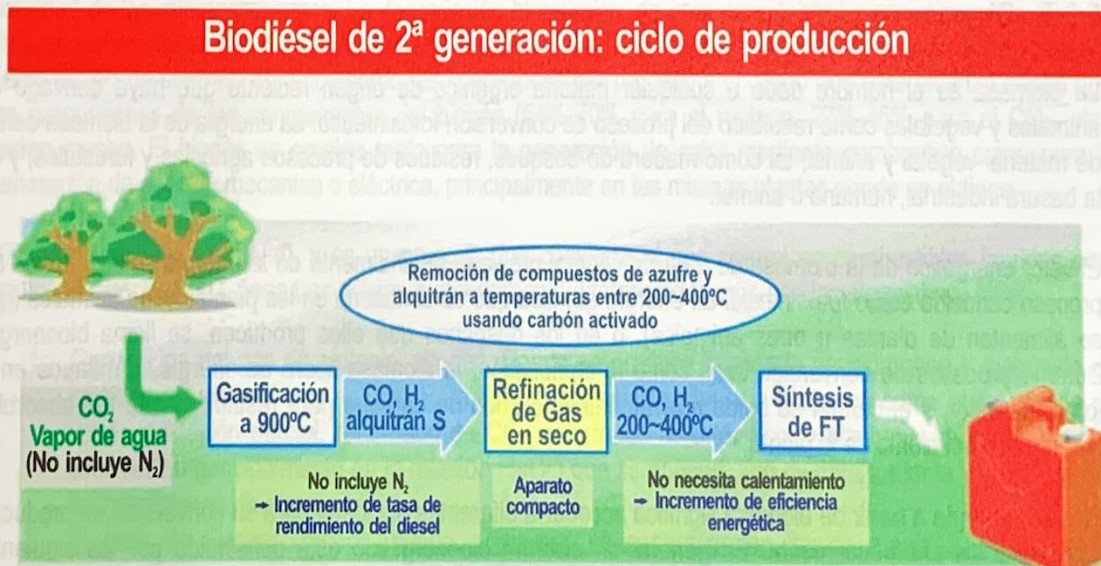 Biodiésel de 2ª generación: ciclo de producción
Remoción de compuestos de azufre y
alquitrán a temperaturas entre 200~400ºC
usando carbón activado
CO₂
Vapor de agua
(No incluye N₂)
Gasificación
a 900ºC
CO, H₂
alquitrán S
Refinación
de Gas
en seco
CO, H₂
200~400ºC
Síntesis
de FT
No incluye N₂
→ Incremento de tasa de
rendimiento del diesel
Aparato
compacto
No necesita calentamiento
→ Incremento de eficiencia
energética